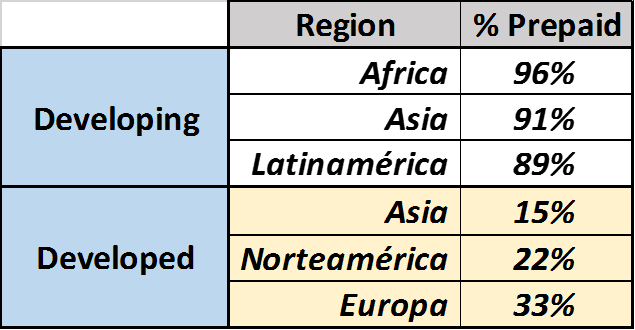 Region % Prepaid
Developing
Africa 96%
Asia 91%
Latinamérica 89%
Developed
Asia 15%
Norteamérica 22%
Europa 33%